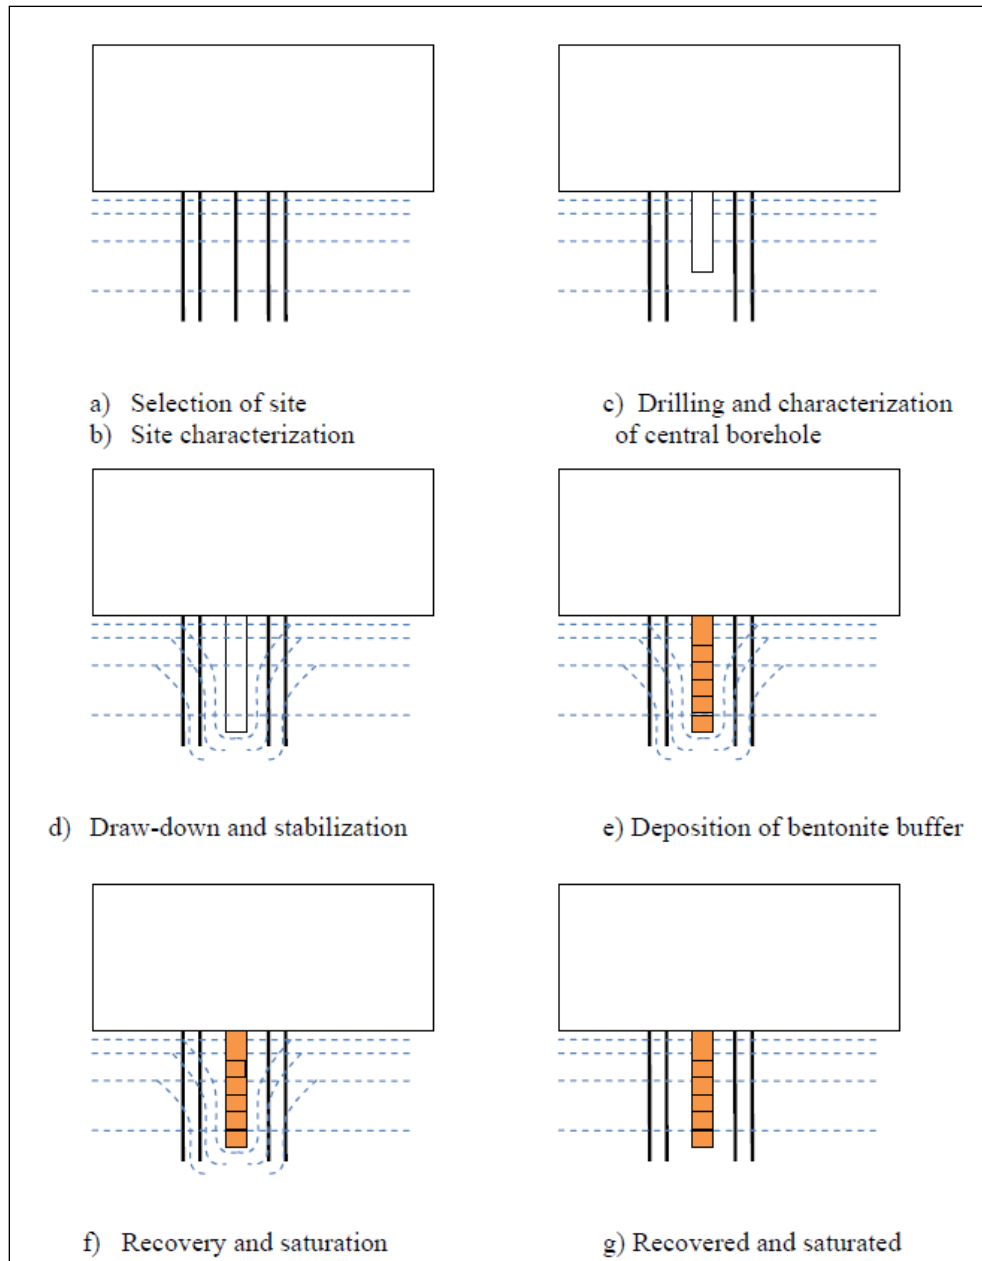 a) Selection of site
b) Site characterization
c) Drilling and characterization
of central borehole
d) Draw-down and stabilization
e) Deposition of bentonite buffer
f) Recovery and saturation
g) Recovered and saturated